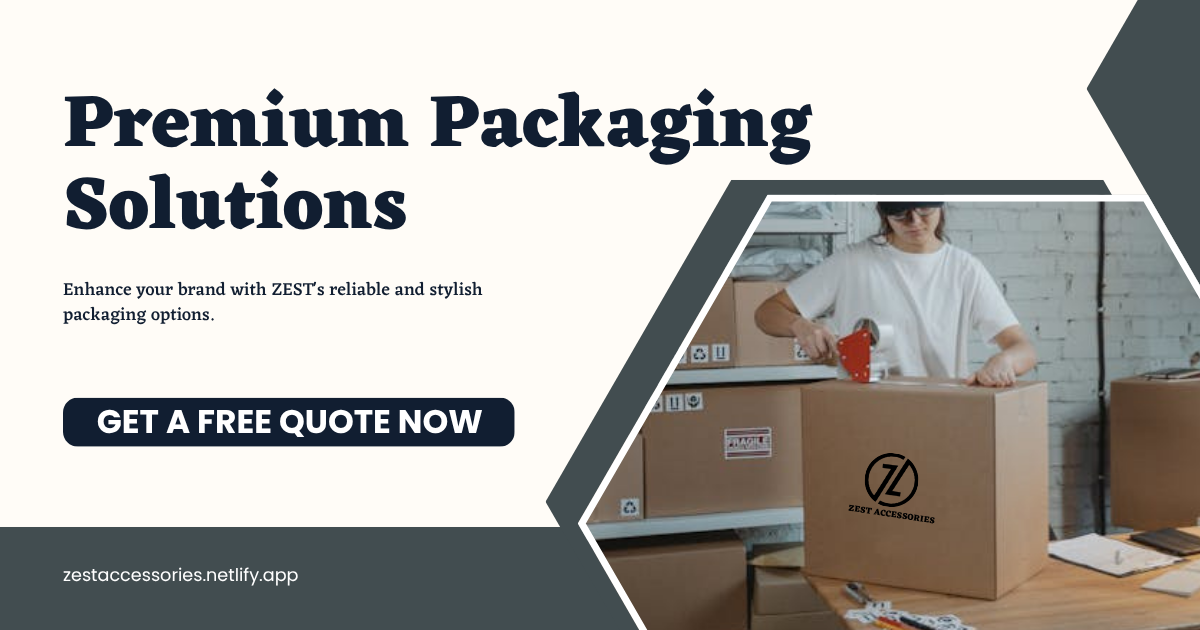 Premium Packaging
Solutions
Enhance your brand with ZEST's reliable and stylish
packaging options.
GET A FREE QUOTE NOW
zestaccessories.netlify.app
FRAGILE
ZEST ACCESSORIES